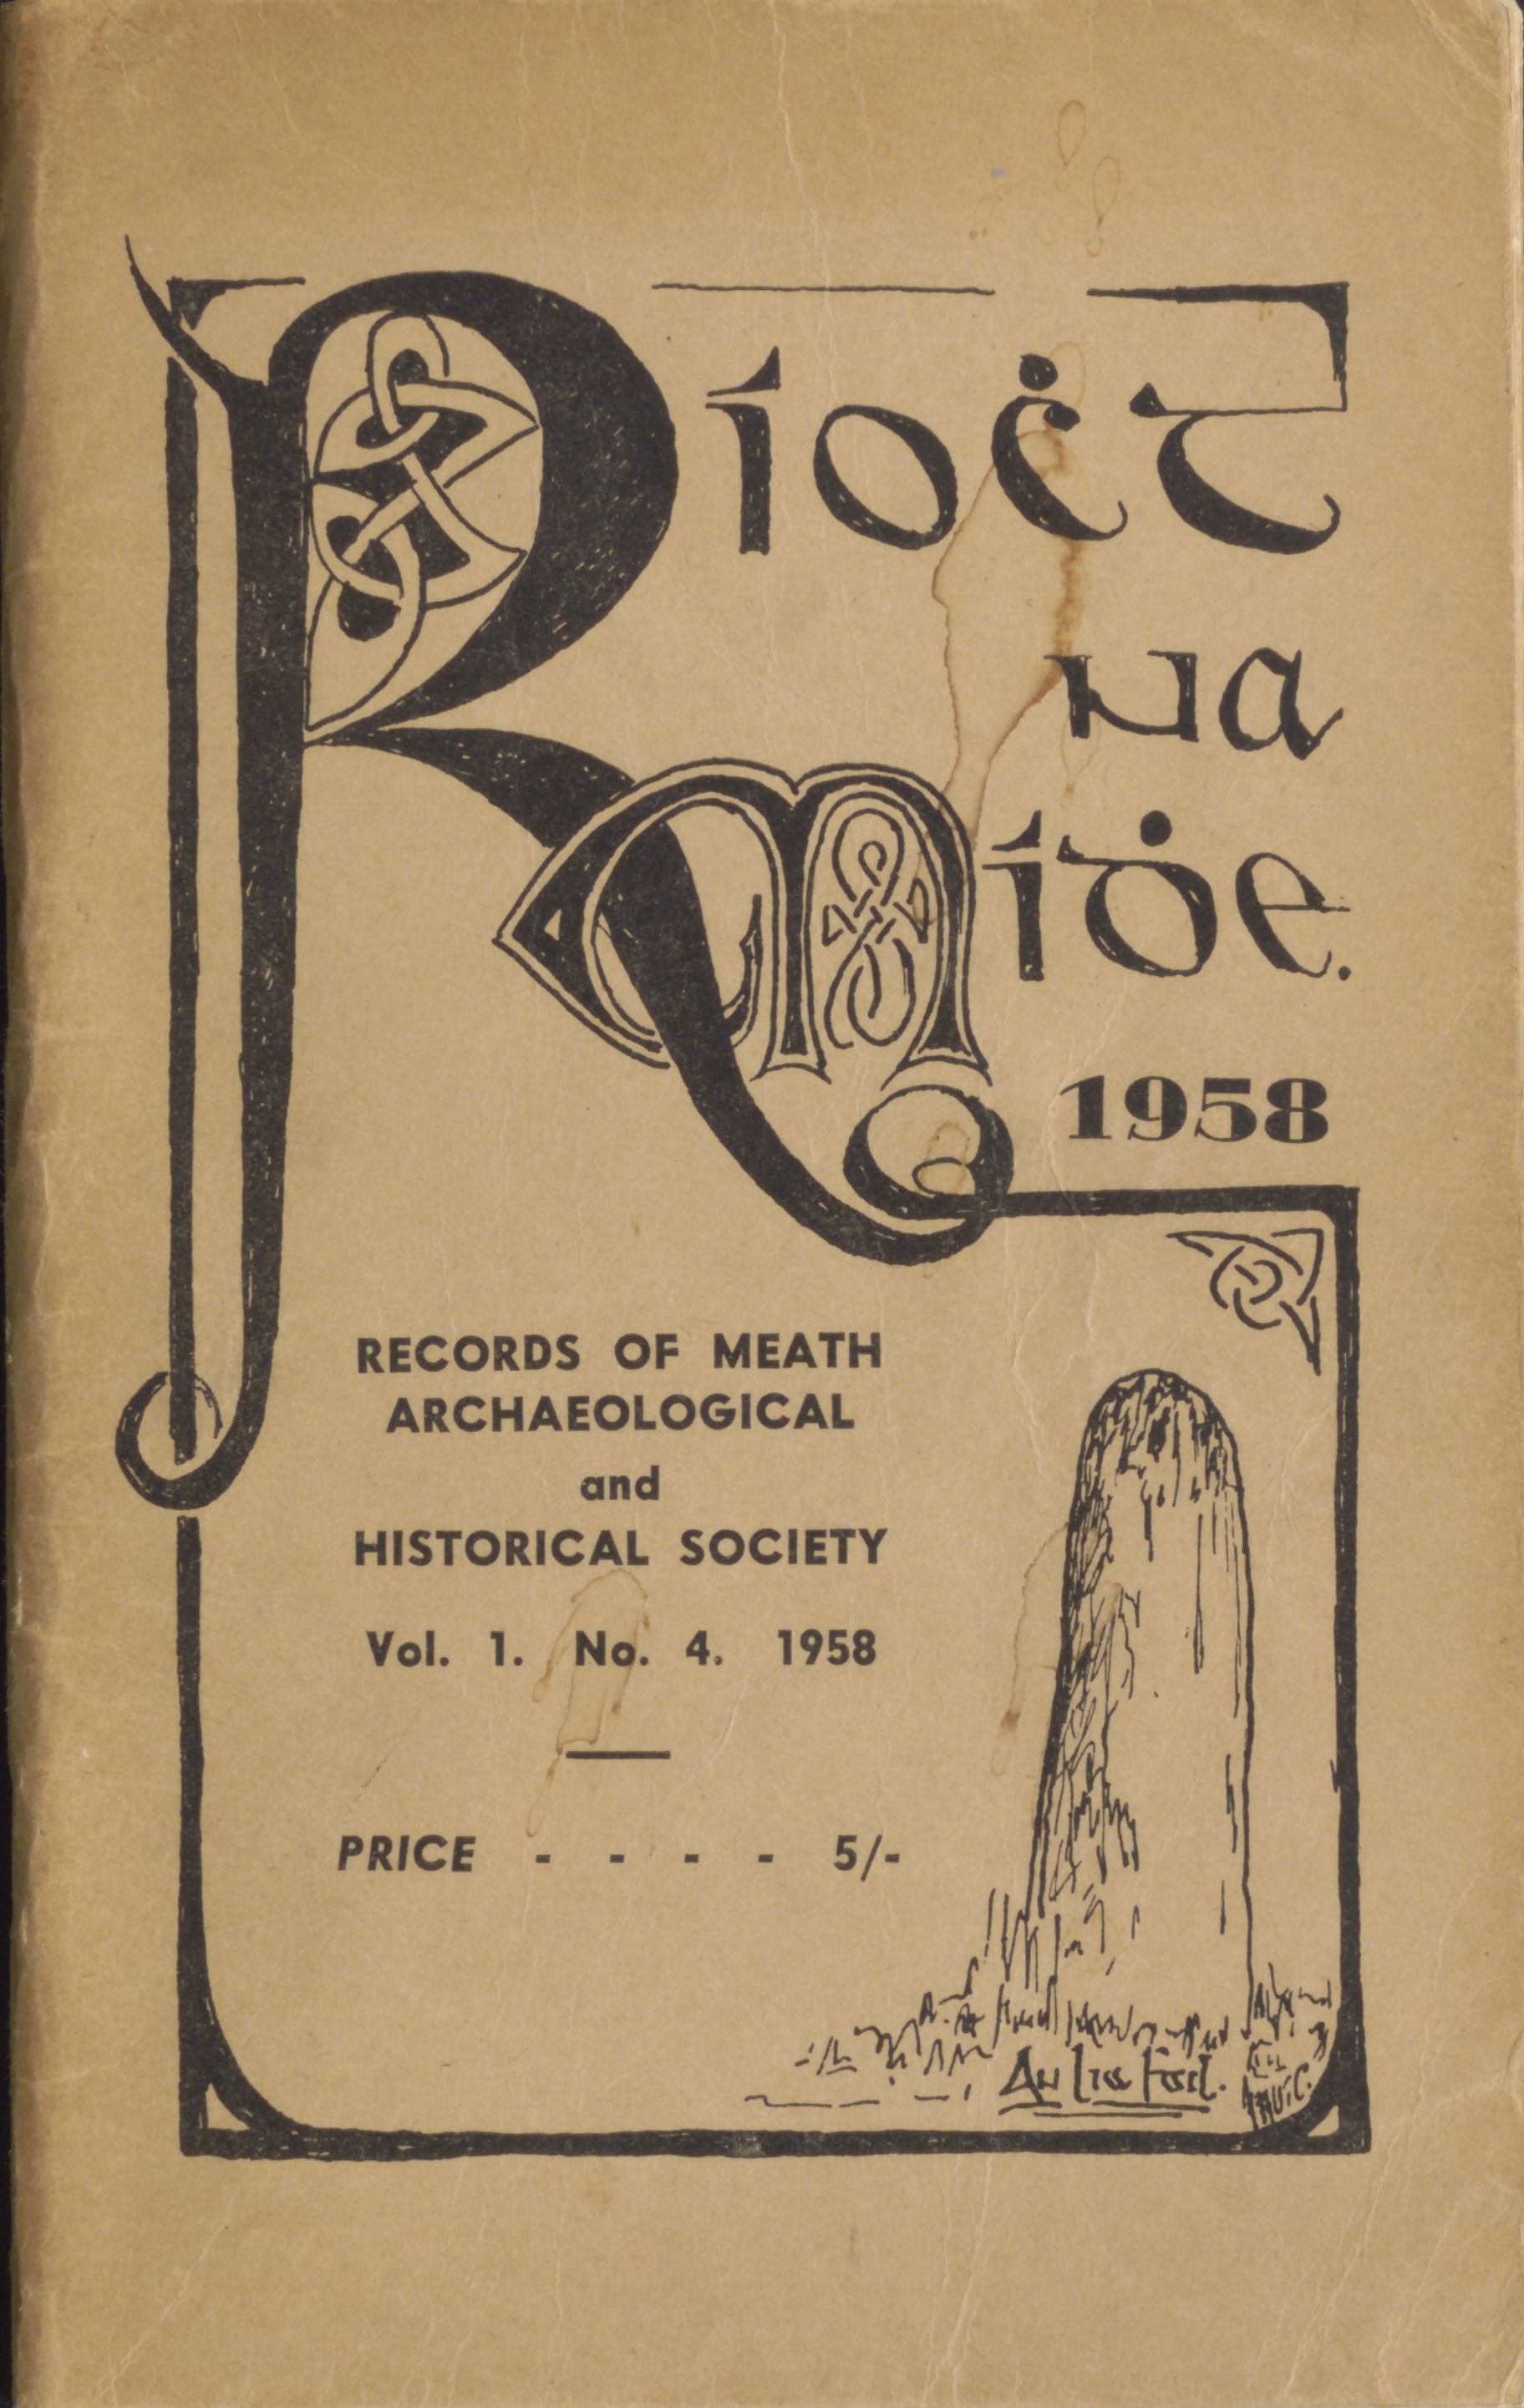 Ríoċt
na
Míḋe.
1958
RECORDS OF MEATH
ARCHAEOLOGICAL
and
HISTORICAL SOCIETY
Vol. 1. No. 4. 1958
PRICE - - - - 5/-
An Lia Fáil.